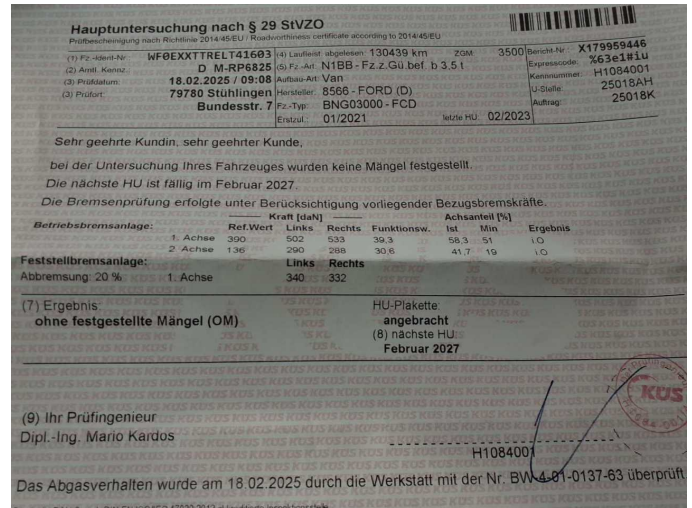 Hauptuntersuchung nach § 29 StVZO
Prüfbescheinigung nach Richtlinie 2014/45/EU / Roadworthiness certificate according to 2014/45/EU
(1) Fz.-Ident-Nr. WF0EXXTTRELT41603 (4) Laufleist. abgelesen: 130439 km ZGM: 3500 Bericht-Nr. X179959446
(2) Amtl. Kennz. D M-RP6825 (5) Fz.-Art: N1BB - Fz.z.Gü.bef. b 3,5 t Expresscode: %63e1#iu
(3) Prüfdatum: 18.02.2025 / 09:08 Aufbau-Art: Van Kennnummer: H1084001
(3) Prüfort: 79780 Stühlingen Hersteller: 8566 - FORD (D) U-Stelle: 25018AH
Bundesstr. 7 Fz.-Typ: BNG03000 - FCD Auftrag: 25018K
Erstzul.: 01/2021 letzte HU: 02/2023
Sehr geehrte Kundin, sehr geehrter Kunde,
bei der Untersuchung Ihres Fahrzeuges wurden keine Mängel festgestellt.
Die nächste HU ist fällig im Februar 2027.
Die Bremsenprüfung erfolgte unter Berücksichtigung vorliegender Bezugsbremskräfte.
Kraft [daN] Achsanteil [%]
Betriebsbremsanlage: Ref.Wert Links Rechts Funktionsw. Ist Min Ergebnis
1. Achse 390 502 533 39,3 58,3 51 i.O
2. Achse 136 290 288 30,6 41,7 19 i.O
Feststellbremsanlage: Links Rechts
Abbremsung: 20 % 1. Achse 340 332
(7) Ergebnis: HU-Plakette:
ohne festgestellte Mängel (OM) angebracht
(8) nächste HU:
Februar 2027
KÜS
(9) Ihr Prüfingenieur
Dipl.-Ing. Mario Kardos
H1084001
Das Abgasverhalten wurde am 18.02.2025 durch die Werkstatt mit der Nr. BW-4-01-0137-63 überprüft